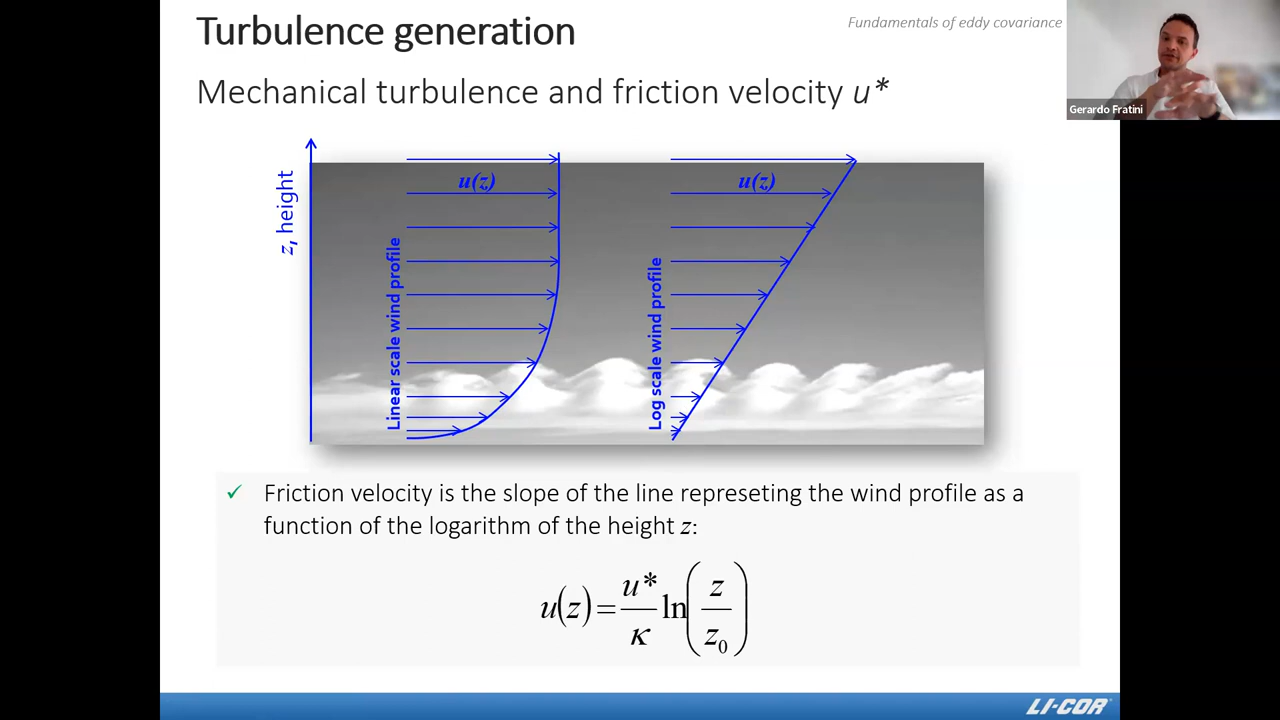 Turbulence generation
Fundamentals of eddy covariance
Mechanical turbulence and friction velocity u*
Gerardo Fratini
z, height
Linear scale wind profile
u(z)
Log scale wind profile
u(z)
✓ Friction velocity is the slope of the line represeting the wind profile as a
function of the logarithm of the height z:
u(z) = u*/κ ln(z/z₀)
LI-COR